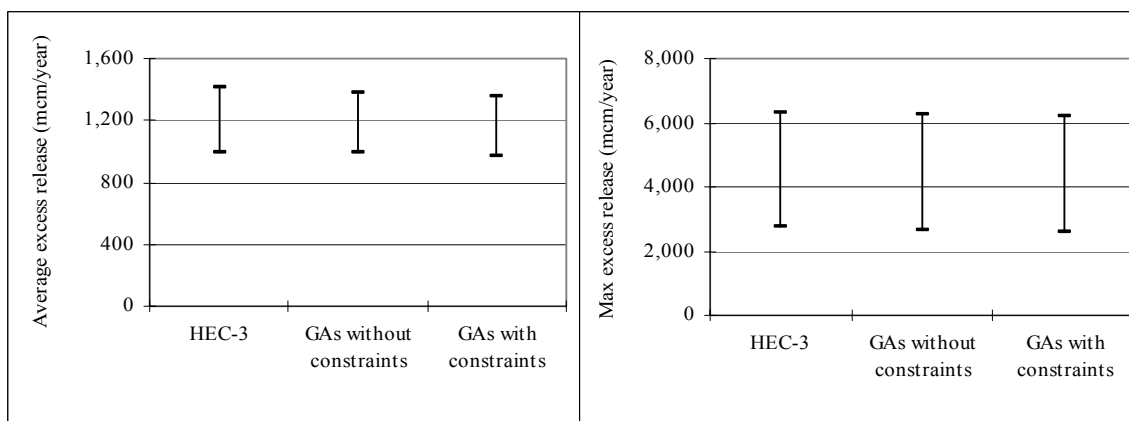 Average excess release (mcm/year)
1,600
1,200
800
400
0
HEC-3
GAs without
constraints
GAs with
constraints
Max excess release (mcm/year)
8,000
6,000
4,000
2,000
0
HEC-3
GAs without
constraints
GAs with
constraints